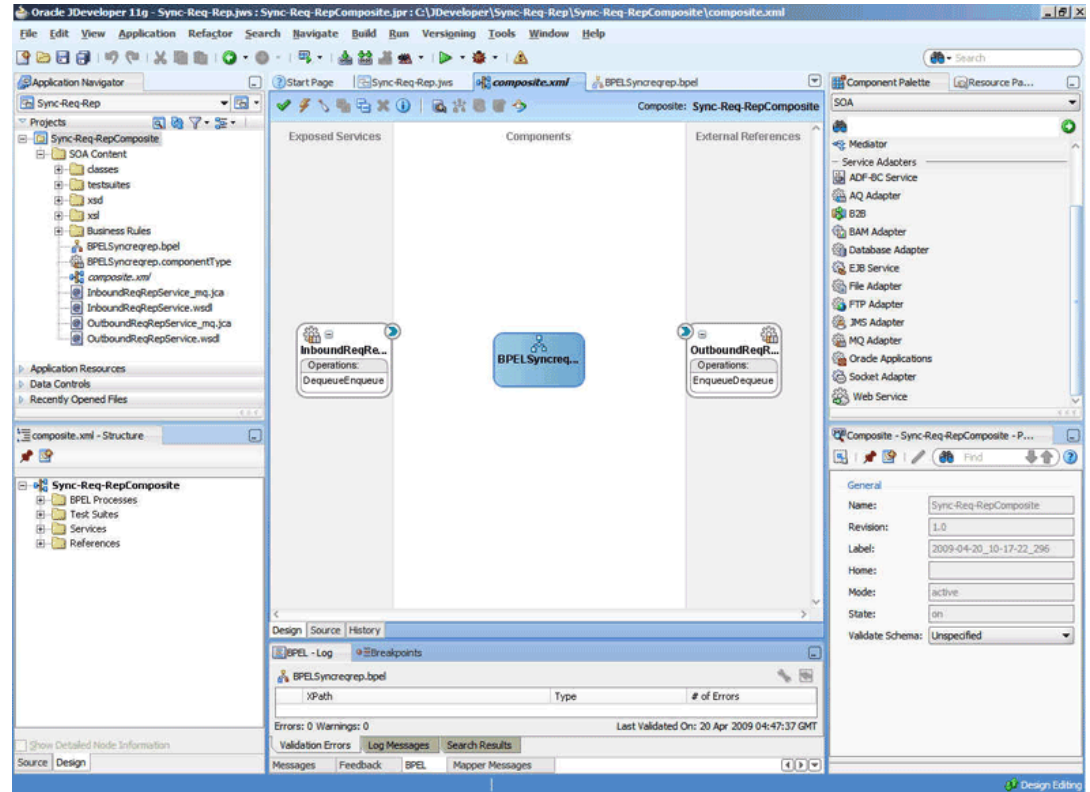 Oracle JDeveloper 11g - Sync-Req-Rep.jws : Sync-Req-RepComposite.jpr : C:\JDeveloper\Sync-Req-Rep\Sync-Req-RepComposite\composite.xml
File Edit View Application Refactor Search Navigate Build Run Versioning Tools Window Help
Search
Application Navigator
Sync-Req-Rep
Projects
Sync-Req-RepComposite
SOA Content
classes
testsuites
xsd
xsl
Business Rules
BPELSyncreqrep.bpel
BPELSyncreqrep.componentType
composite.xml
InboundReqRepService_mq.jca
InboundReqRepService.wsdl
OutboundReqRepService_mq.jca
OutboundReqRepService.wsdl
Application Resources
Data Controls
Recently Opened Files
composite.xml - Structure
Sync-Req-RepComposite
BPEL Processes
Test Suites
Services
References
Show Detailed Node Information
Source Design
Start Page Sync-Req-Rep.jws composite.xml BPELSyncreqrep.bpel
Composite: Sync-Req-RepComposite
Exposed Services Components External References
InboundReqRe...
Operations:
DequeueEnqueue
BPELSyncreq...
OutboundReqR...
Operations:
EnqueueDequeue
Design Source History
BPEL - Log Breakpoints
BPELSyncreqrep.bpel
XPath Type # of Errors
Errors: 0 Warnings: 0 Last Validated On: 20 Apr 2009 04:47:37 GMT
Validation Errors Log Messages Search Results
Messages Feedback BPEL Mapper Messages
Component Palette Resource Pa...
SOA
Mediator
Service Adapters
ADF-BC Service
AQ Adapter
B2B
BAM Adapter
Database Adapter
EJB Service
File Adapter
FTP Adapter
JMS Adapter
MQ Adapter
Oracle Applications
Socket Adapter
Web Service
Composite - Sync-Req-RepComposite - P...
Find
General
Name: Sync-Req-RepComposite
Revision: 1.0
Label: 2009-04-20_10-17-22_296
Home:
Mode: active
State: on
Validate Schema: Unspecified
Design Editing